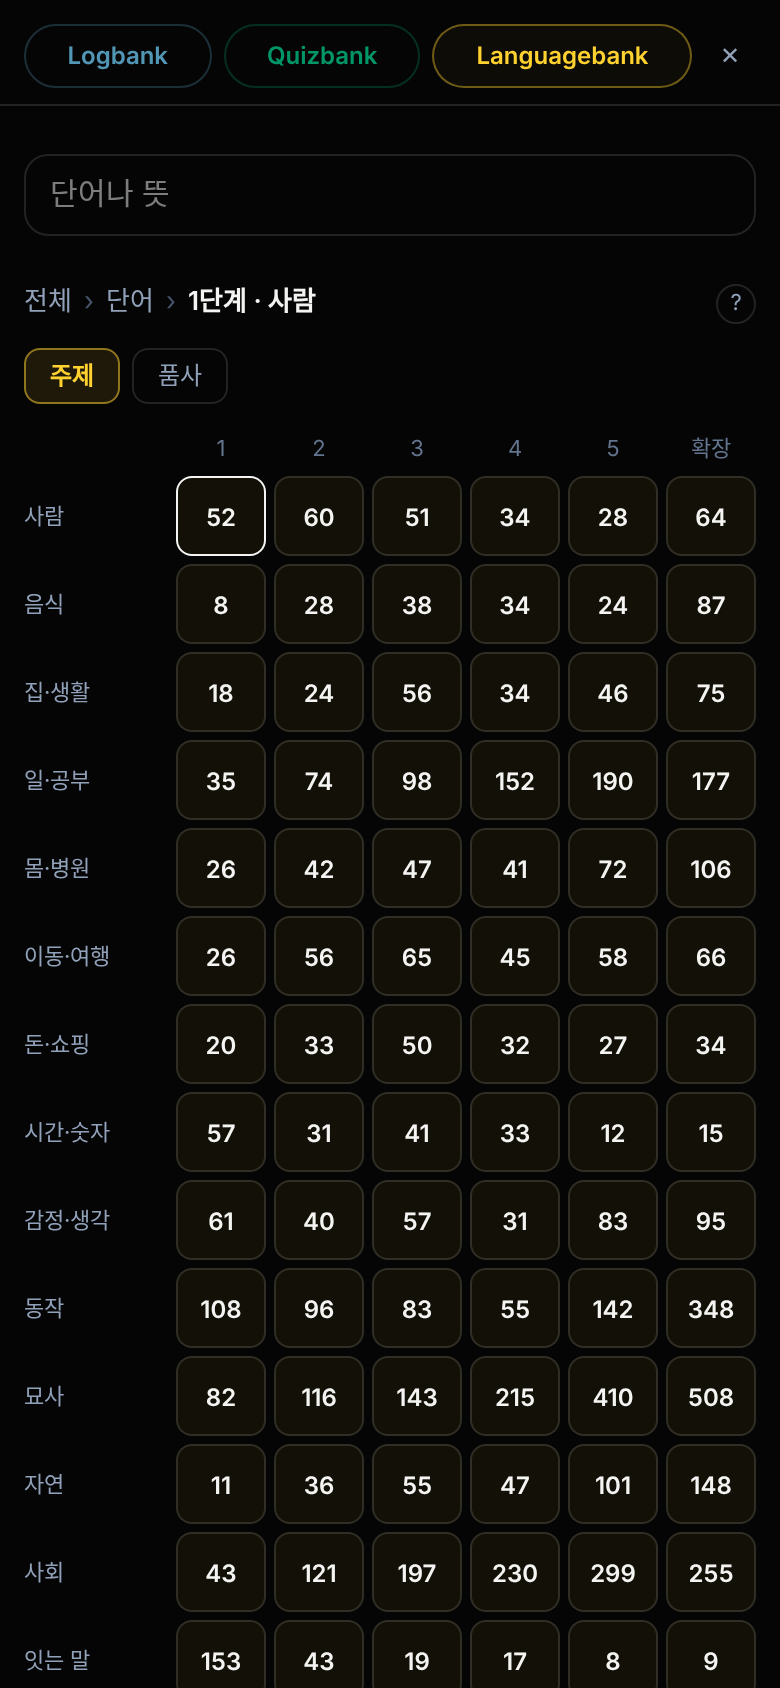 Logbank Quizbank Languagebank ✕
단어나 뜻
전체 › 단어 › 1단계 · 사람 ?
주제 품사
1 2 3 4 5 확장
사람 52 60 51 34 28 64
음식 8 28 38 34 24 87
집·생활 18 24 56 34 46 75
일·공부 35 74 98 152 190 177
몸·병원 26 42 47 41 72 106
이동·여행 26 56 65 45 58 66
돈·쇼핑 20 33 50 32 27 34
시간·숫자 57 31 41 33 12 15
감정·생각 61 40 57 31 83 95
동작 108 96 83 55 142 348
묘사 82 116 143 215 410 508
자연 11 36 55 47 101 148
사회 43 121 197 230 299 255
잇는 말 153 43 19 17 8 9